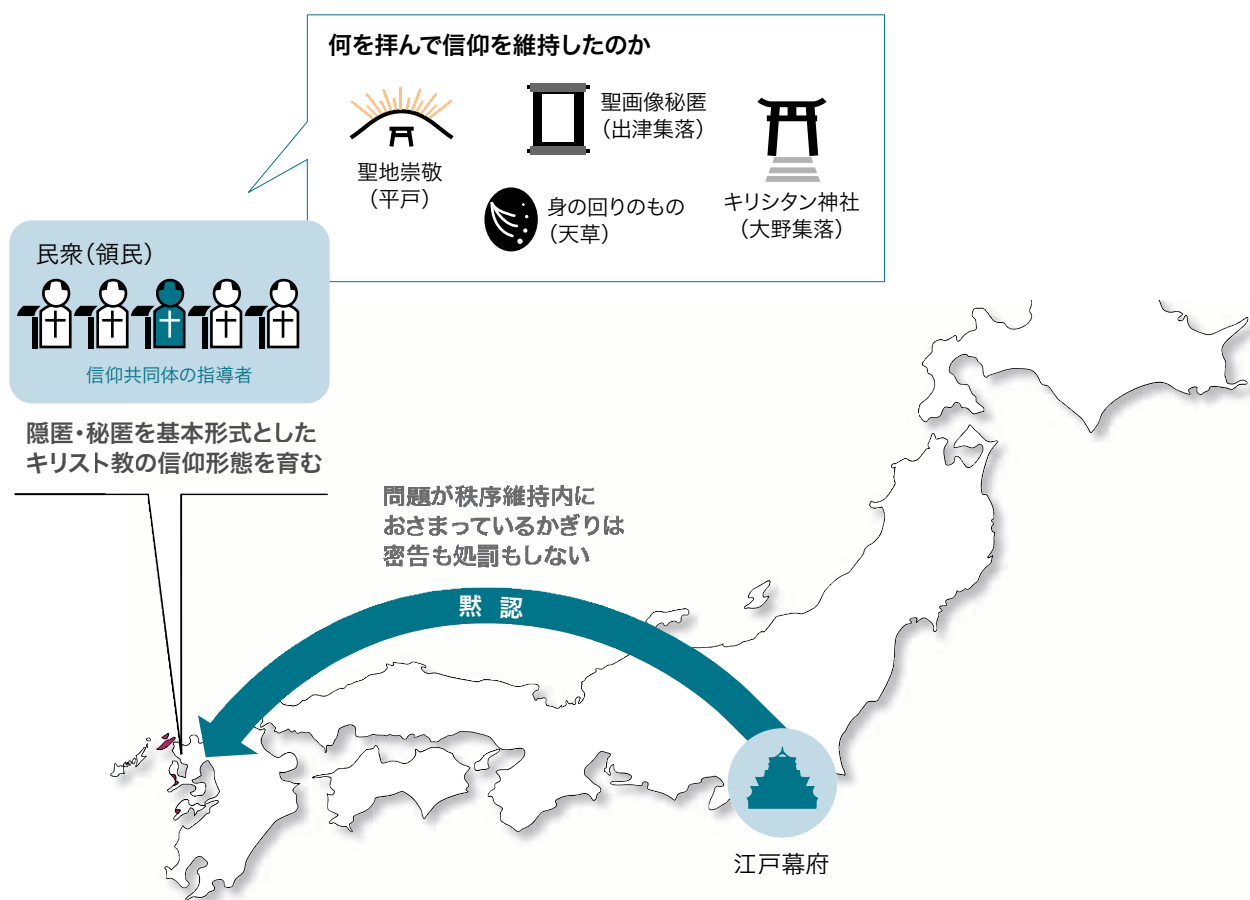 何を拝んで信仰を維持したのか
聖地崇敬
（平戸）
聖画像秘匿
（出津集落）
身の回りのもの
（天草）
キリシタン神社
（大野集落）
民衆（領民）
信仰共同体の指導者
隠匿・秘匿を基本形式とした
キリスト教の信仰形態を育む
問題が秩序維持内に
おさまっているかぎりは
密告も処罰もしない
黙認
江戸幕府